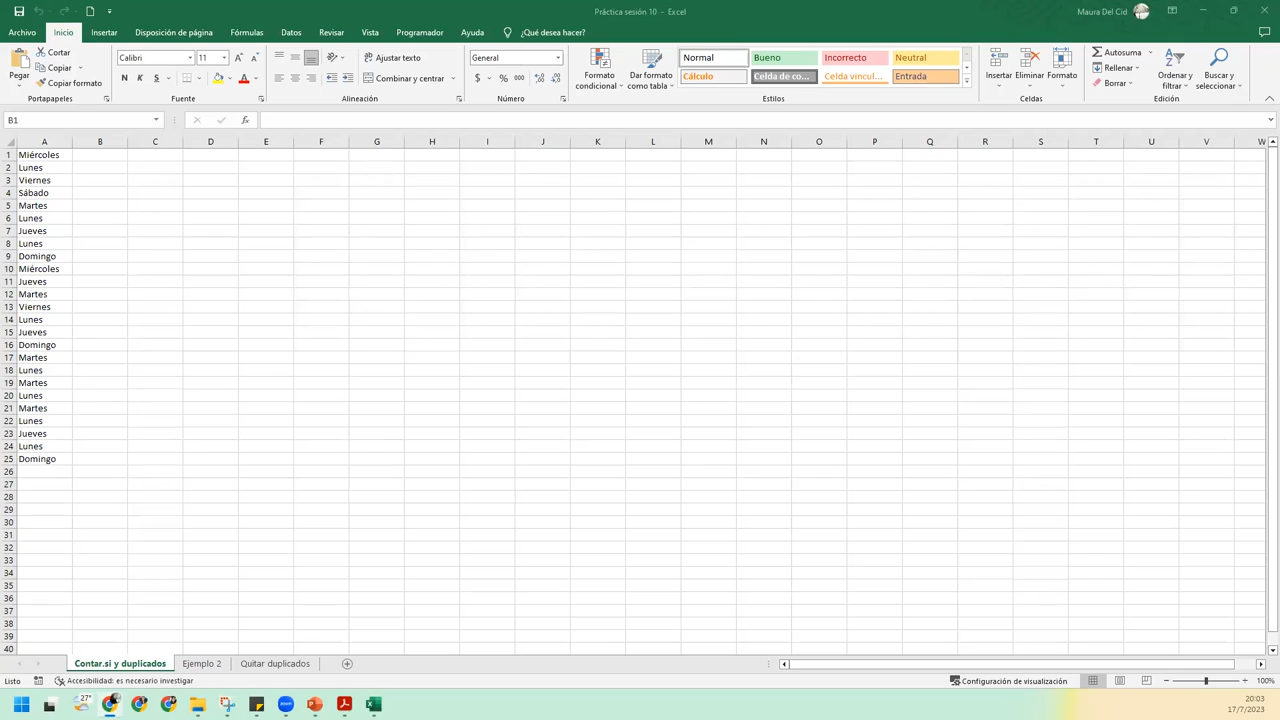 Práctica sesión 10 - Excel
Maura Del Cid
Archivo Inicio Insertar Disposición de página Fórmulas Datos Revisar Vista Programador Ayuda ¿Qué desea hacer?
Pegar
Cortar
Copiar
Copiar formato
Portapapeles
Calibri 11
N K S
Fuente
Ajustar texto
Combinar y centrar
Alineación
General
$ % 000
Número
Formato condicional
Dar formato como tabla
Normal Bueno Incorrecto Neutral
Cálculo Celda de co... Celda vincul... Entrada
Estilos
Insertar Eliminar Formato
Celdas
Autosuma
Rellenar
Borrar
Ordenar y filtrar
Buscar y seleccionar
Edición
B1
fx
A B C D E F G H I J K L M N O P Q R S T U V W
1 Miércoles
2 Lunes
3 Viernes
4 Sábado
5 Martes
6 Lunes
7 Jueves
8 Lunes
9 Domingo
10 Miércoles
11 Jueves
12 Martes
13 Viernes
14 Lunes
15 Jueves
16 Domingo
17 Martes
18 Lunes
19 Martes
20 Lunes
21 Martes
22 Lunes
23 Jueves
24 Lunes
25 Domingo
26
27
28
29
30
31
32
33
34
35
36
37
38
39
40
Contar.si y duplicados Ejemplo 2 Quitar duplicados
Listo Accesibilidad: es necesario investigar Configuración de visualización 100%
27°
20:03
17/7/2023